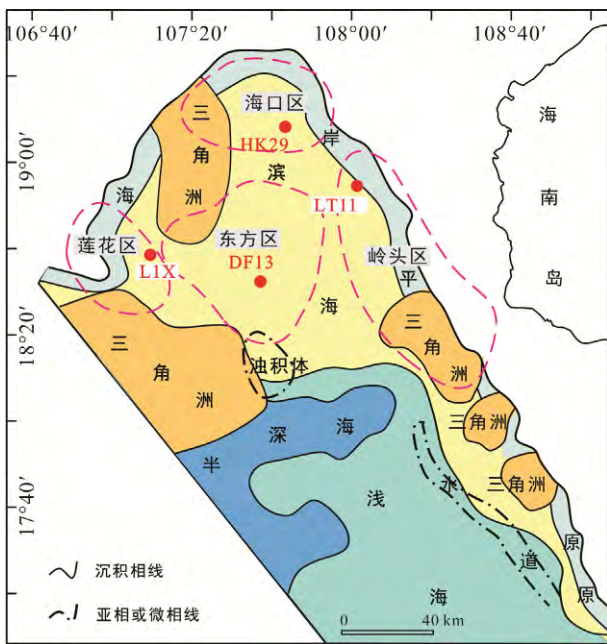 106°40′
107°20′
108°00′
108°40′
19°00′
18°20′
17°40′
海口区
HK29
三角洲
海岸平原
滨海
LT11
海南岛
莲花区
L1X
东方区
DF13
岭头区
三角洲
浊积体
三角洲
三角洲
三角洲
半深海
浅海
水道
原
沉积相线
亚相或微相线
0
40 km